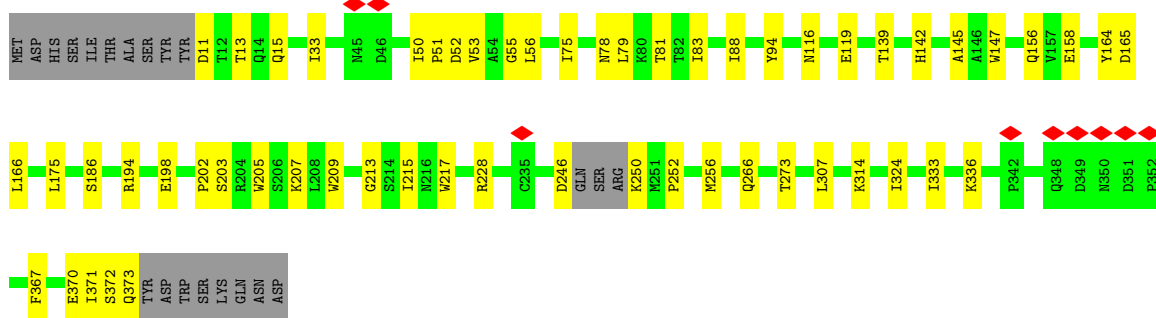 MET ASP HIS SER ILE THR ALA SER TYR TYR D11 T12 T13 Q14 Q15 I33 N45 D46 I50 P51 D52 V53 A54 G55 L56 I75 N78 L79 K80 T81 T82 I83 I88 Y94 N116 E119 T139 H142 A145 A146 W147 Q156 V157 E158 Y164 D165
L166 L175 S186 R194 E198 P202 S203 R204 W205 S206 K207 L208 W209 G213 S214 I215 N216 W217 R228 C235 D246 GLN SER ARG K250 M251 P252 M256 Q266 T273 L307 K314 I324 I333 K336 P342 Q348 D349 N350 D351 P352
F367 E370 I371 S372 Q373 TYR ASP TRP SER LYS GLN ASN ASP